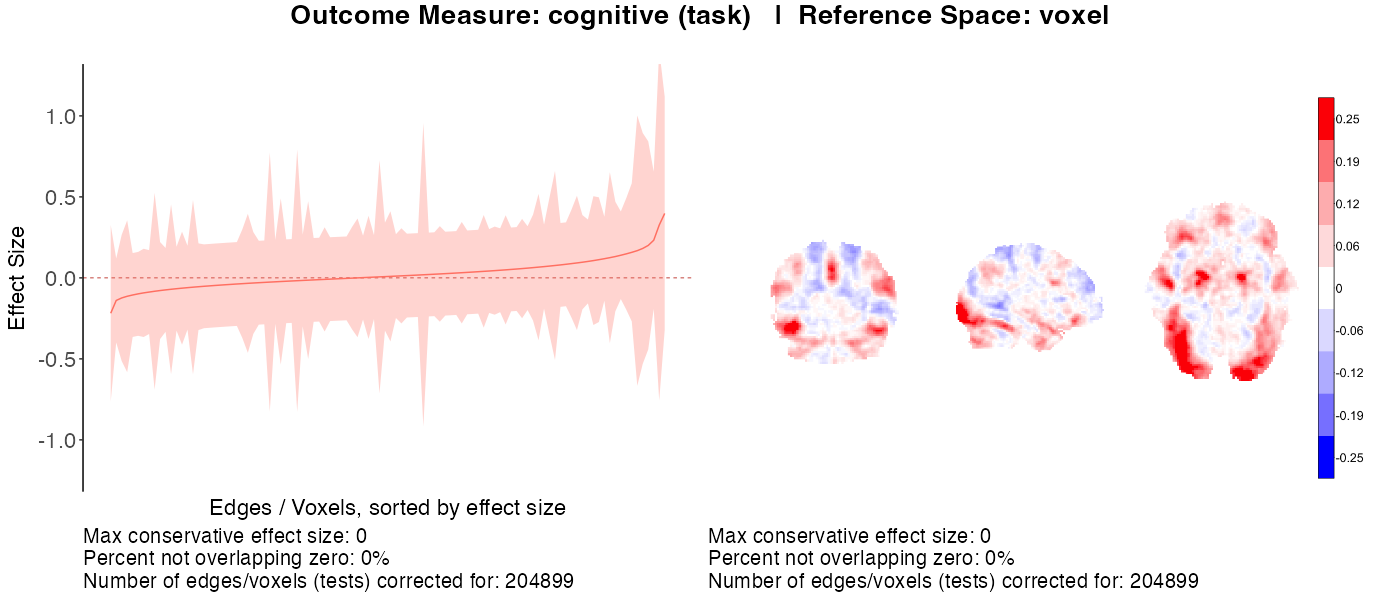 Outcome Measure: cognitive (task) | Reference Space: voxel
Effect Size
1.0
0.5
0.0
-0.5
-1.0
Edges / Voxels, sorted by effect size
Max conservative effect size: 0
Percent not overlapping zero: 0%
Number of edges/voxels (tests) corrected for: 204899
0.25
0.19
0.12
0.06
0
-0.06
-0.12
-0.19
-0.25
Max conservative effect size: 0
Percent not overlapping zero: 0%
Number of edges/voxels (tests) corrected for: 204899